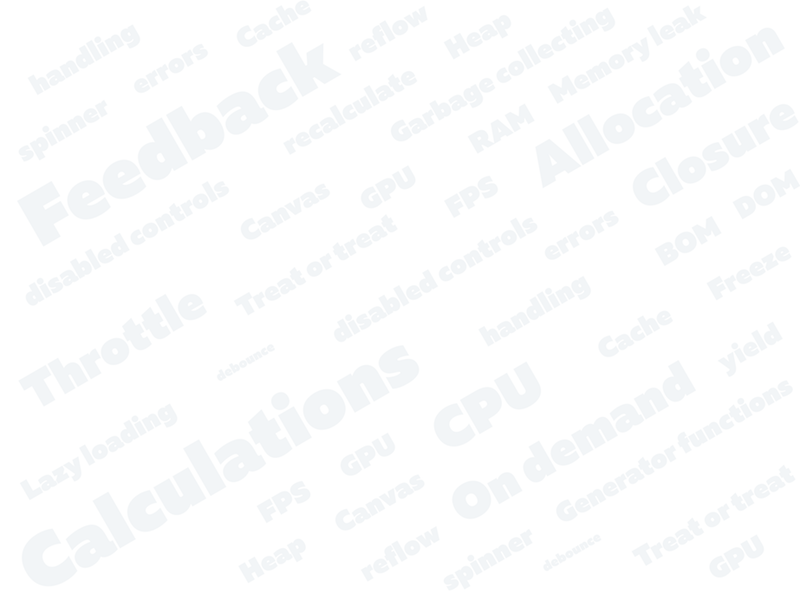 handling
errors
Cache
reflow
Heap
Garbage collecting
Memory leak
spinner
Feedback
recalculate
RAM
Allocation
disabled controls
Canvas
GPU
FPS
Closure
Treat or treat
disabled controls
errors
BOM
DOM
Throttle
debounce
handling
Cache
Freeze
Lazy loading
Calculations
CPU
yield
FPS
GPU
Canvas
On demand
Generator functions
Heap
reflow
spinner
debounce
Treat or treat
GPU